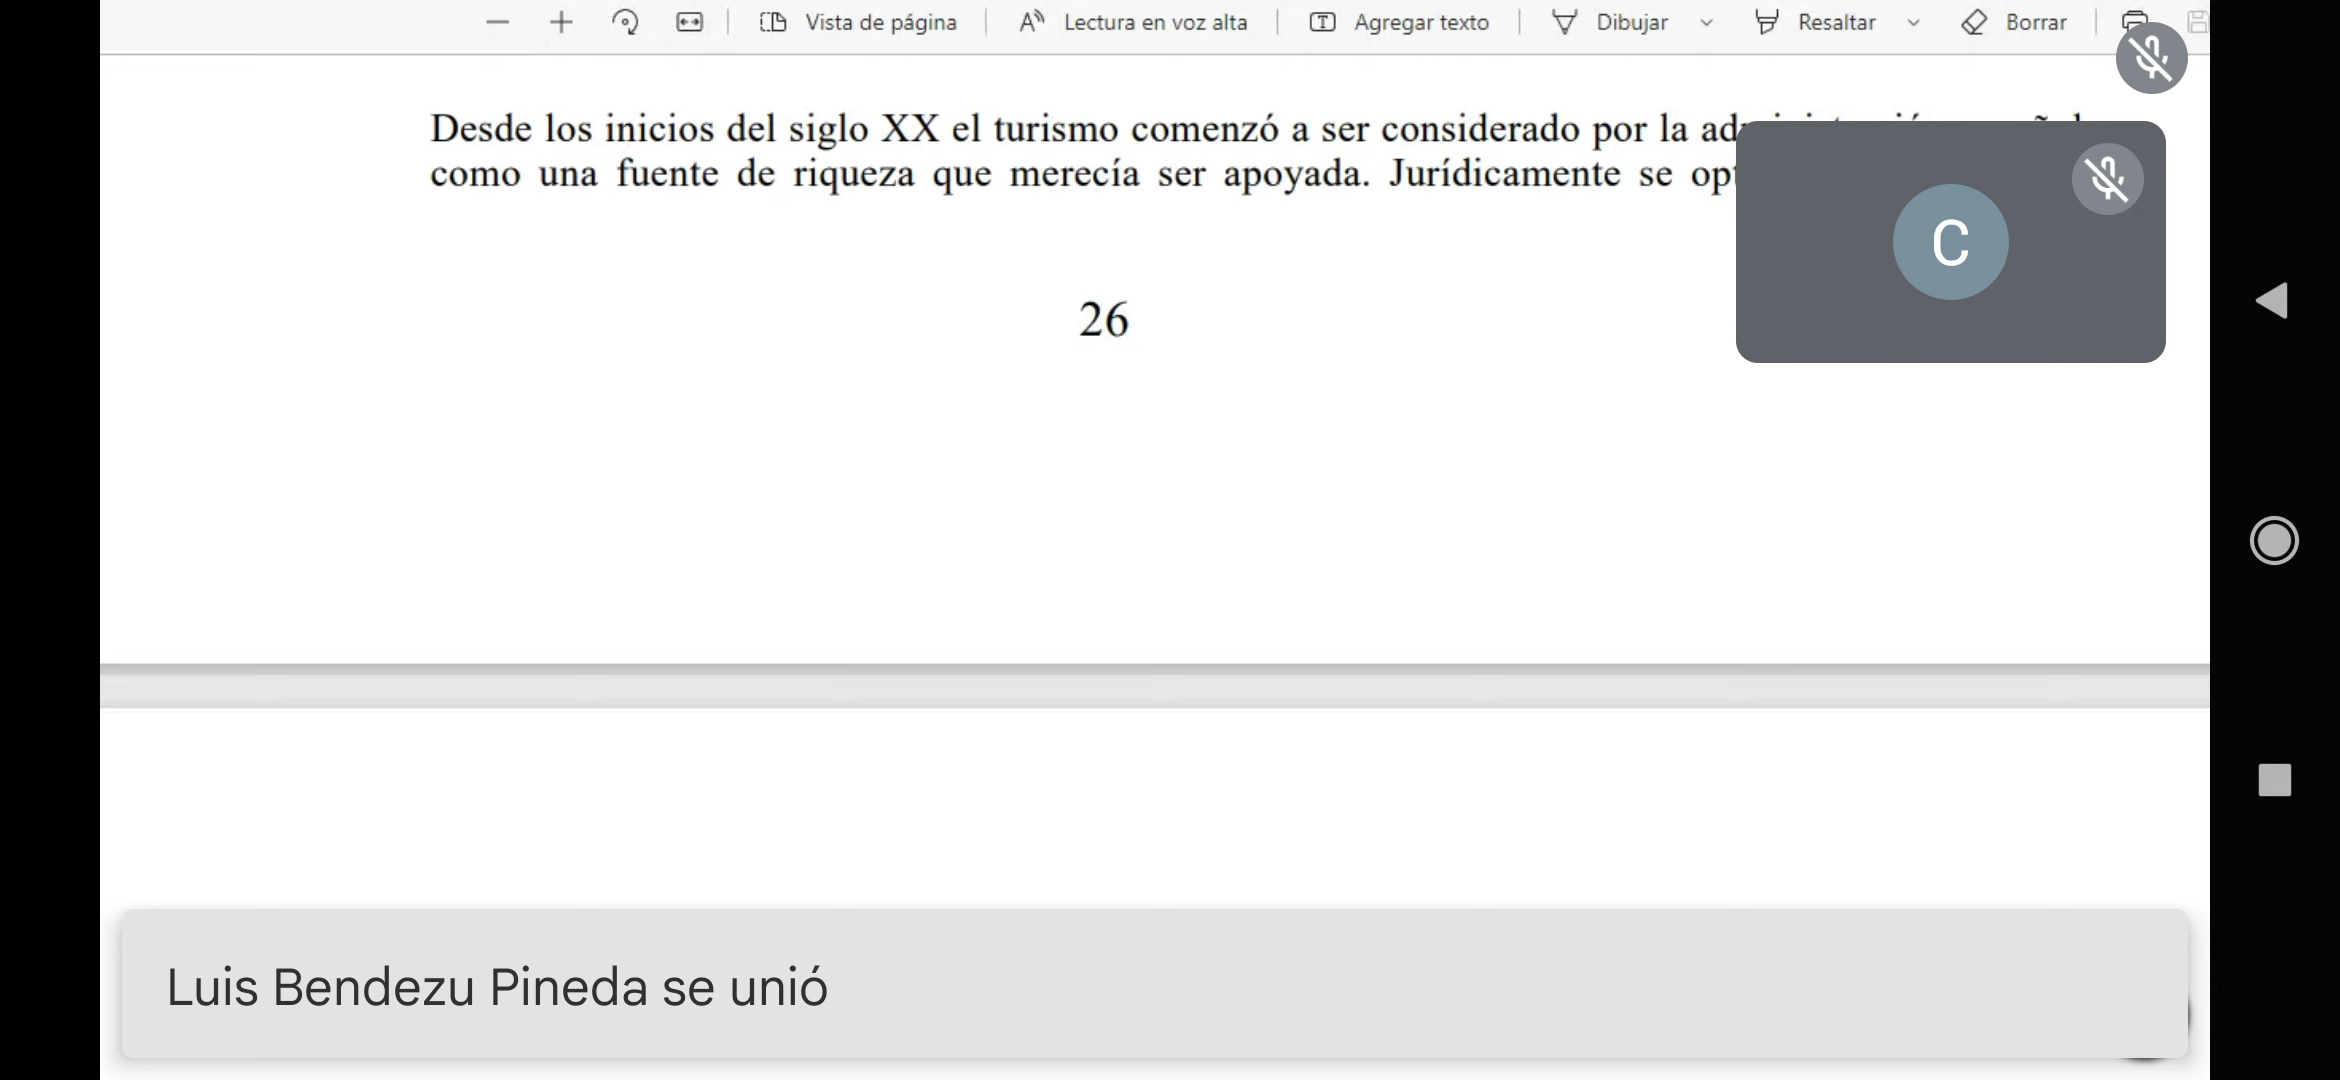 Vista de página
Lectura en voz alta
Agregar texto
Dibujar
Resaltar
Borrar
Desde los inicios del siglo XX el turismo comenzó a ser considerado por la
como una fuente de riqueza que merecía ser apoyada. Jurídicamente se
26
C
Luis Bendezu Pineda se unió